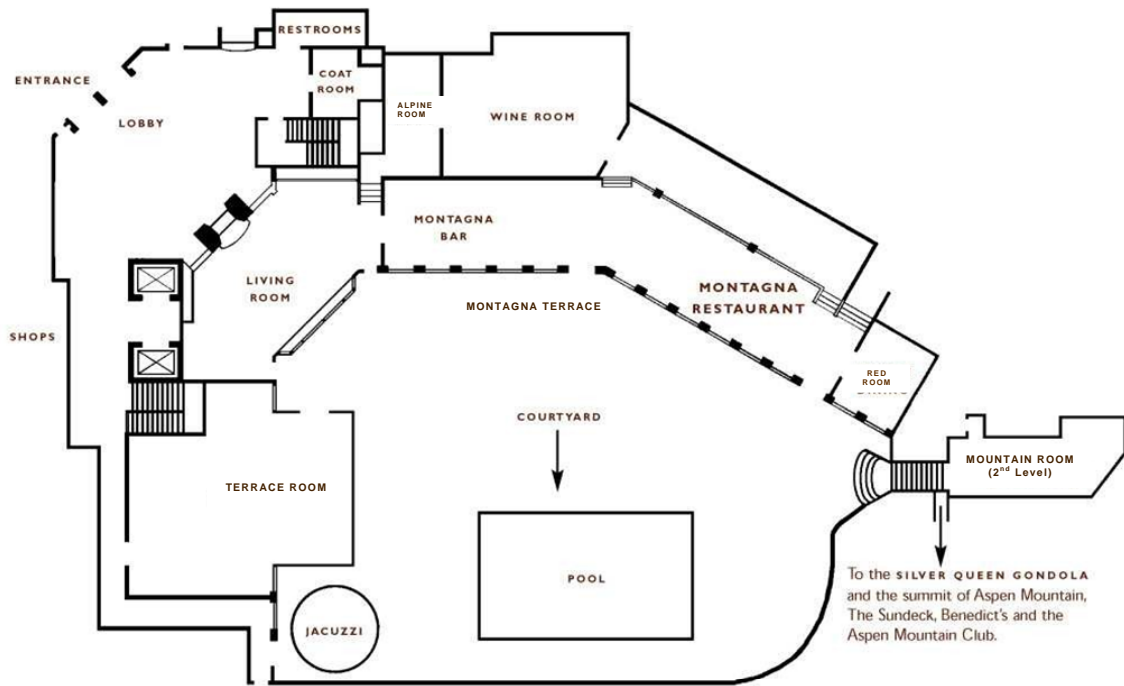 RESTROOMS
ENTRANCE
COAT
ROOM
LOBBY
ALPINE
ROOM
WINE ROOM
MONTAGNA
BAR
LIVING
ROOM
MONTAGNA TERRACE
MONTAGNA
RESTAURANT
SHOPS
RED
ROOM
COURTYARD
MOUNTAIN ROOM
(2nd Level)
TERRACE ROOM
POOL
JACUZZI
To the SILVER QUEEN GONDOLA
and the summit of Aspen Mountain,
The Sundeck, Benedict's and the
Aspen Mountain Club.